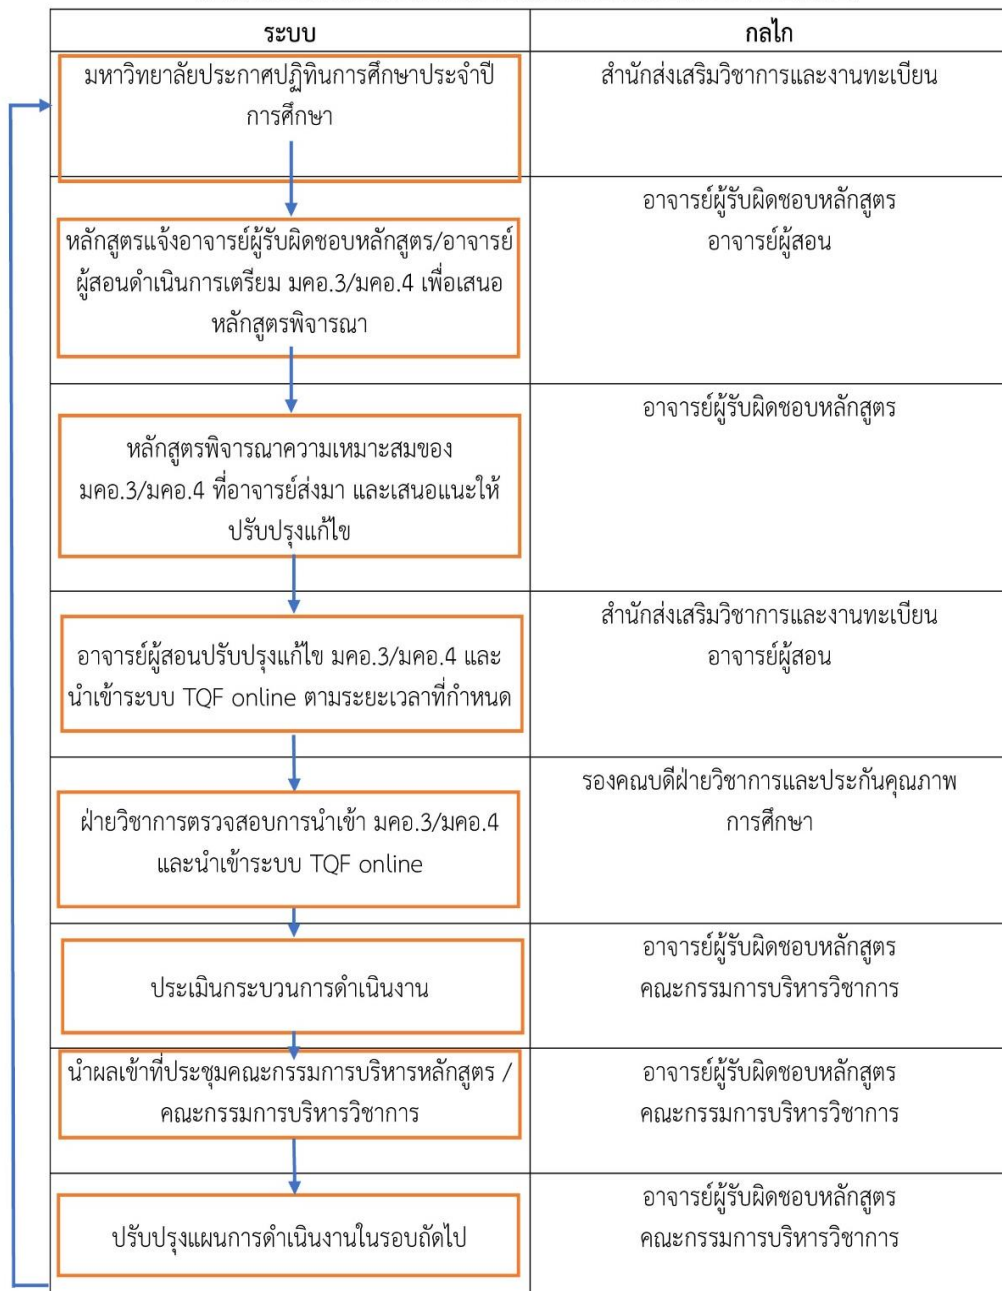 ระบบ
กลไก
มหาวิทยาลัยประกาศปฏิทินการศึกษาประจำปี
การศึกษา
สำนักส่งเสริมวิชาการและงานทะเบียน
หลักสูตรแจ้งอาจารย์ผู้รับผิดชอบหลักสูตร/อาจารย์
ผู้สอนดำเนินการเตรียม มคอ.3/มคอ.4 เพื่อเสนอ
หลักสูตรพิจารณา
อาจารย์ผู้รับผิดชอบหลักสูตร
อาจารย์ผู้สอน
หลักสูตรพิจารณาความเหมาะสมของ
มคอ.3/มคอ.4 ที่อาจารย์ส่งมา และเสนอแนะให้
ปรับปรุงแก้ไข
อาจารย์ผู้รับผิดชอบหลักสูตร
อาจารย์ผู้สอนปรับปรุงแก้ไข มคอ.3/มคอ.4 และ
นำเข้าระบบ TQF online ตามระยะเวลาที่กำหนด
สำนักส่งเสริมวิชาการและงานทะเบียน
อาจารย์ผู้สอน
ฝ่ายวิชาการตรวจสอบการนำเข้า มคอ.3/มคอ.4
และนำเข้าระบบ TQF online
รองคณบดีฝ่ายวิชาการและประกันคุณภาพ
การศึกษา
ประเมินกระบวนการดำเนินงาน
อาจารย์ผู้รับผิดชอบหลักสูตร
คณะกรรมการบริหารวิชาการ
นำผลเข้าที่ประชุมคณะกรรมการบริหารหลักสูตร /
คณะกรรมการบริหารวิชาการ
อาจารย์ผู้รับผิดชอบหลักสูตร
คณะกรรมการบริหารวิชาการ
ปรับปรุงแผนการดำเนินงานในรอบถัดไป
อาจารย์ผู้รับผิดชอบหลักสูตร
คณะกรรมการบริหารวิชาการ